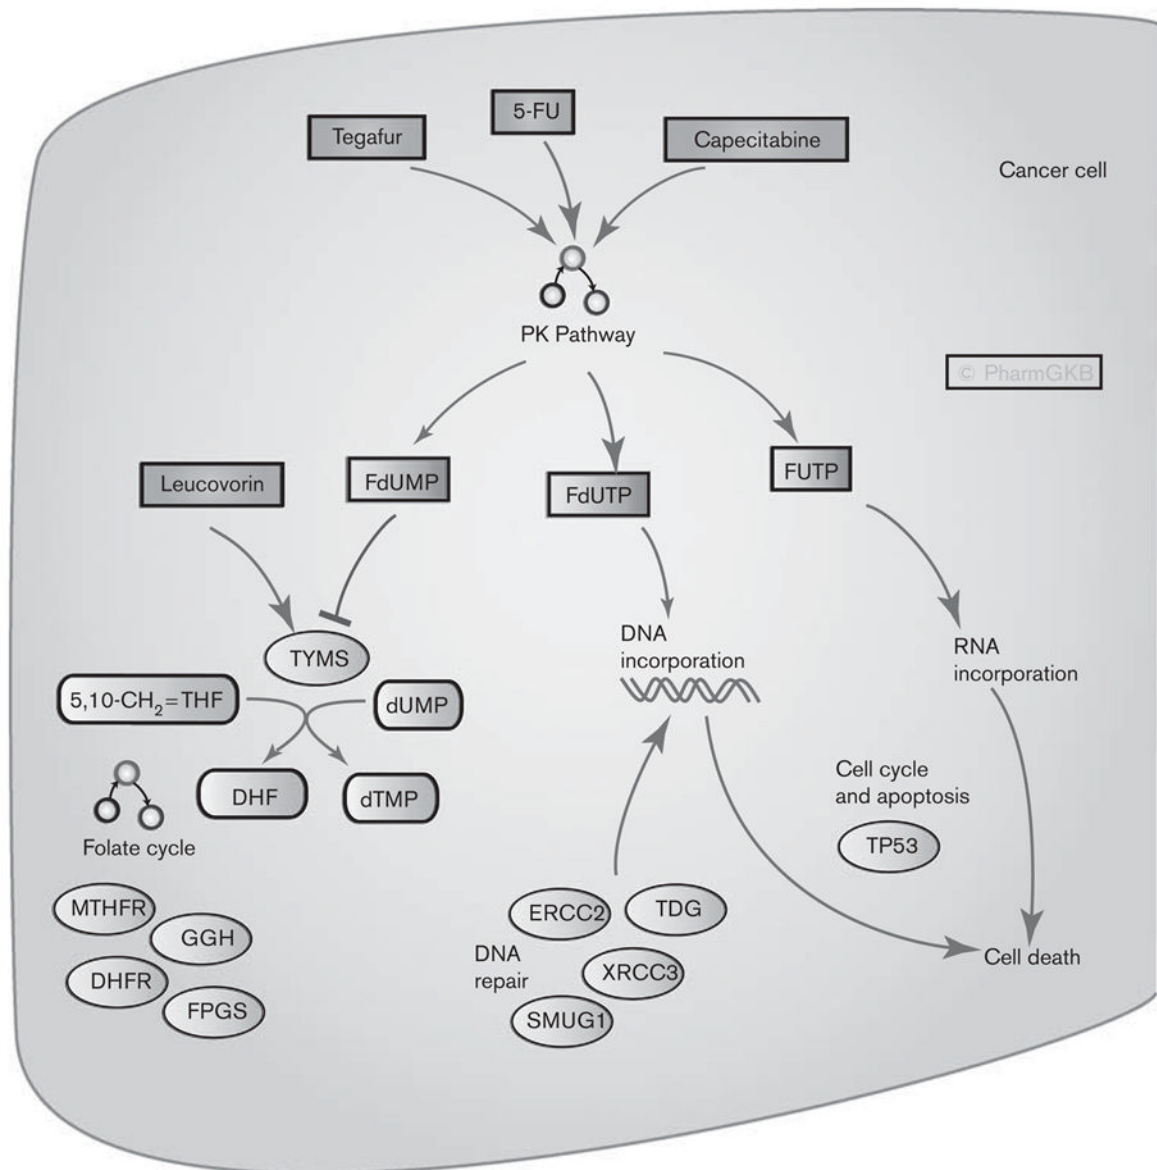 5-FU
Tegafur
Capecitabine
Cancer cell
PK Pathway
© PharmGKB
Leucovorin
FdUMP
FdUTP
FUTP
TYMS
DNA
incorporation
RNA
incorporation
5,10-CH₂=THF
dUMP
DHF
dTMP
Folate cycle
Cell cycle
and apoptosis
TP53
MTHFR
GGH
DHFR
FPGS
ERCC2
TDG
DNA
repair
XRCC3
SMUG1
Cell death